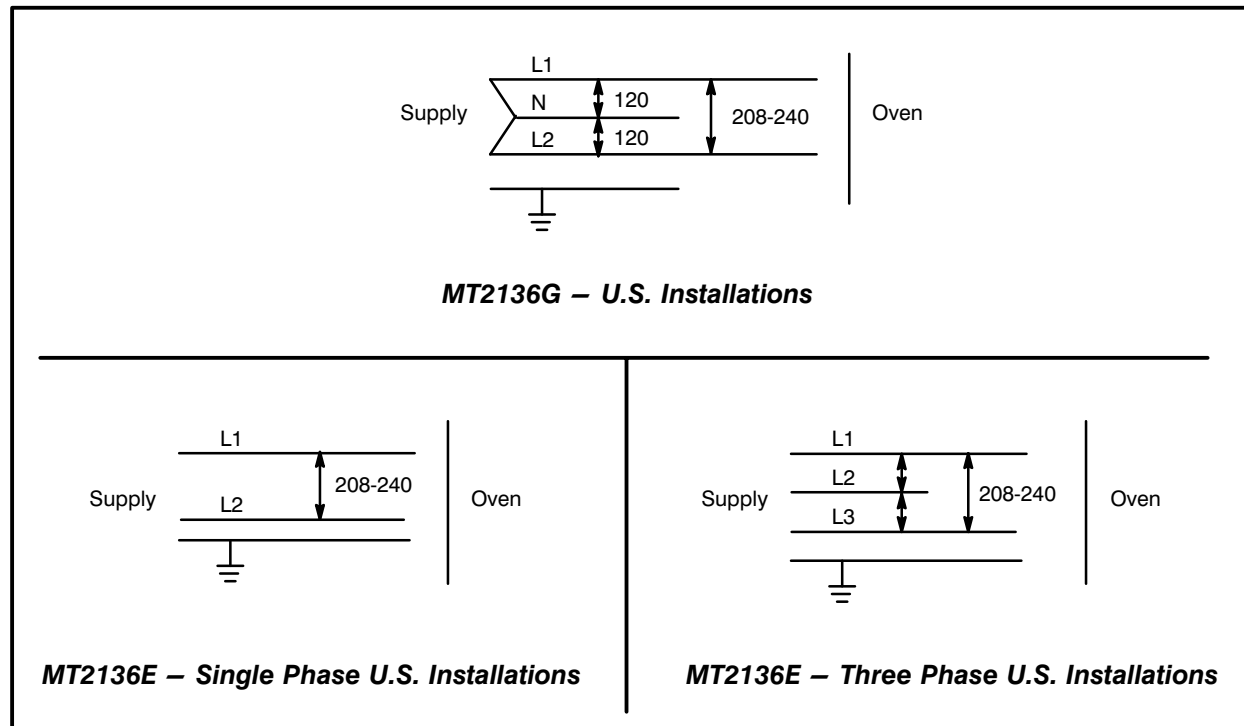 L1
N
120
Supply
208-240
Oven
L2
120
MT2136G – U.S. Installations
L1
208-240
Supply
Oven
L2
MT2136E – Single Phase U.S. Installations
L1
L2
Supply
208-240
Oven
L3
MT2136E – Three Phase U.S. Installations